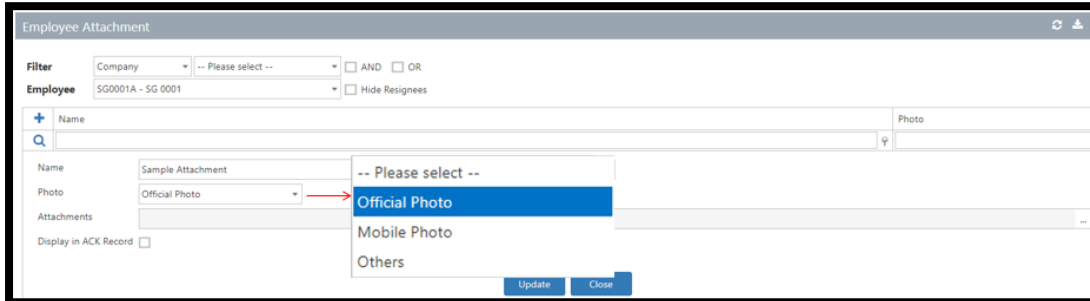 Employee Attachment
Filter Company -- Please select -- AND OR
Employee SG0001A - SG 0001 Hide Resignees
Name Photo
Name Sample Attachment
Photo Official Photo
Attachments ...
Display in ACK Record
-- Please select --
Official Photo
Mobile Photo
Others
Update Close